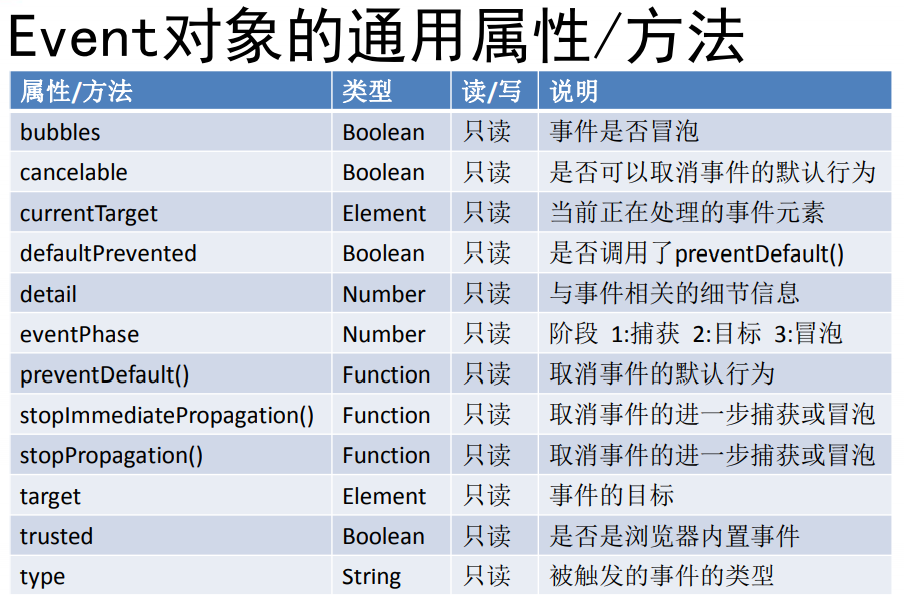 Event对象的通用属性/方法
属性/方法 类型 读/写 说明
bubbles Boolean 只读 事件是否冒泡
cancelable Boolean 只读 是否可以取消事件的默认行为
currentTarget Element 只读 当前正在处理的事件元素
defaultPrevented Boolean 只读 是否调用了preventDefault()
detail Number 只读 与事件相关的细节信息
eventPhase Number 只读 阶段 1:捕获 2:目标 3:冒泡
preventDefault() Function 只读 取消事件的默认行为
stopImmediatePropagation() Function 只读 取消事件的进一步捕获或冒泡
stopPropagation() Function 只读 取消事件的进一步捕获或冒泡
target Element 只读 事件的目标
trusted Boolean 只读 是否是浏览器内置事件
type String 只读 被触发的事件的类型